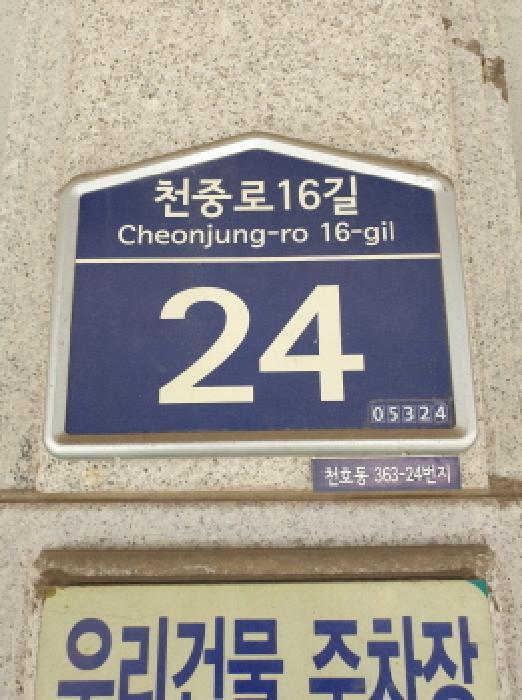 천중로16길
Cheonjung-ro 16-gil
24
05324
천호동 363-24번지
우리건물 주차장